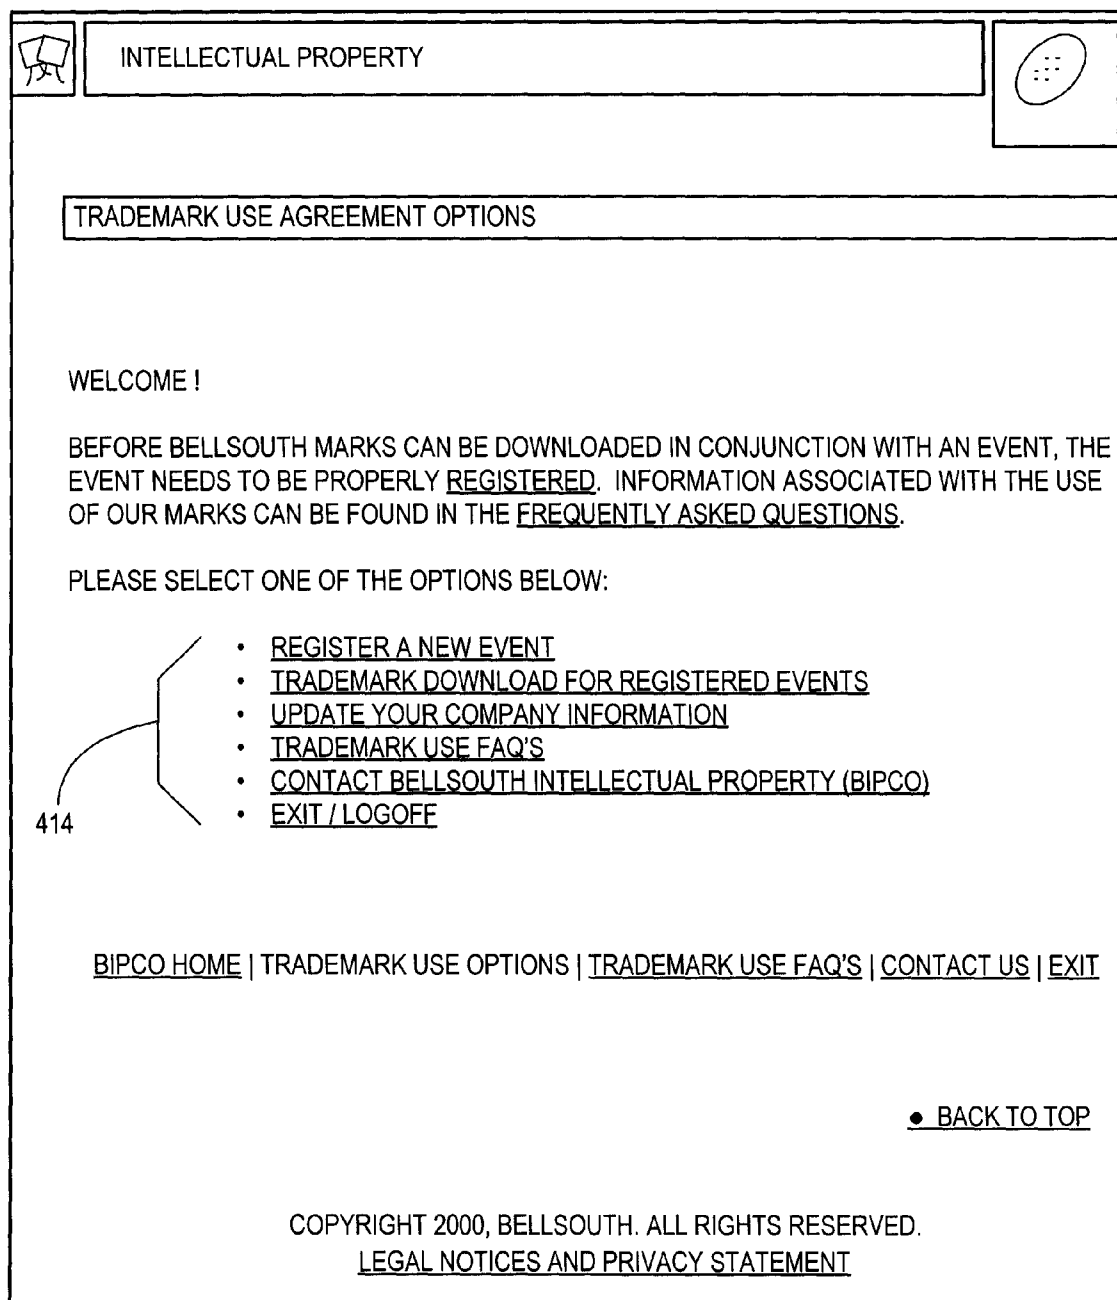 INTELLECTUAL PROPERTY
TRADEMARK USE AGREEMENT OPTIONS
WELCOME !
BEFORE BELLSOUTH MARKS CAN BE DOWNLOADED IN CONJUNCTION WITH AN EVENT, THE
EVENT NEEDS TO BE PROPERLY REGISTERED. INFORMATION ASSOCIATED WITH THE USE
OF OUR MARKS CAN BE FOUND IN THE FREQUENTLY ASKED QUESTIONS.
PLEASE SELECT ONE OF THE OPTIONS BELOW:
• REGISTER A NEW EVENT
• TRADEMARK DOWNLOAD FOR REGISTERED EVENTS
• UPDATE YOUR COMPANY INFORMATION
• TRADEMARK USE FAQ'S
• CONTACT BELLSOUTH INTELLECTUAL PROPERTY (BIPCO)
• EXIT / LOGOFF
414
BIPCO HOME | TRADEMARK USE OPTIONS | TRADEMARK USE FAQ'S | CONTACT US | EXIT
• BACK TO TOP
COPYRIGHT 2000, BELLSOUTH. ALL RIGHTS RESERVED.
LEGAL NOTICES AND PRIVACY STATEMENT